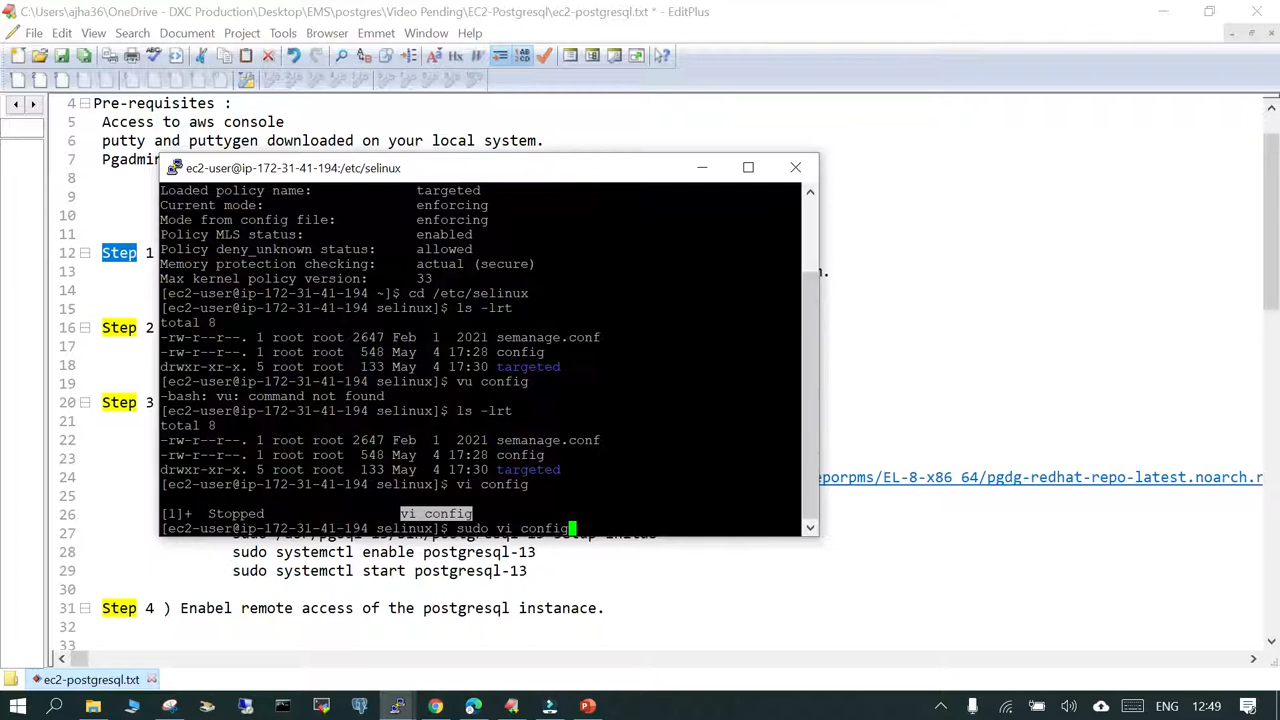 C:\Users\ajha36\OneDrive - DXC Production\Desktop\EMS\postgres\Video Pending\EC2-Postgresql\ec2-postgresql.txt * - EditPlus
File Edit View Search Document Project Tools Browser Emmet Window Help
4 Pre-requisites :
5 Access to aws console
6 putty and puttygen downloaded on your local system.
7 Pgadmin
8
9
10
11
12 Step 1
13
14
15
16 Step 2
17
18
19
20 Step 3
21
22
23
24 eporpms/EL-8-x86_64/pgdg-redhat-repo-latest.noarch.r
25
26
27
28 sudo systemctl enable postgresql-13
29 sudo systemctl start postgresql-13
30
31 Step 4 ) Enabel remote access of the postgresql instanace.
32
33
ec2-user@ip-172-31-41-194:/etc/selinux
Loaded policy name: targeted
Current mode: enforcing
Mode from config file: enforcing
Policy MLS status: enabled
Policy deny_unknown status: allowed
Memory protection checking: actual (secure)
Max kernel policy version: 33
[ec2-user@ip-172-31-41-194 ~]$ cd /etc/selinux
[ec2-user@ip-172-31-41-194 selinux]$ ls -lrt
total 8
-rw-r--r--. 1 root root 2647 Feb 1 2021 semanage.conf
-rw-r--r--. 1 root root 548 May 4 17:28 config
drwxr-xr-x. 5 root root 133 May 4 17:30 targeted
[ec2-user@ip-172-31-41-194 selinux]$ vu config
-bash: vu: command not found
[ec2-user@ip-172-31-41-194 selinux]$ ls -lrt
total 8
-rw-r--r--. 1 root root 2647 Feb 1 2021 semanage.conf
-rw-r--r--. 1 root root 548 May 4 17:28 config
drwxr-xr-x. 5 root root 133 May 4 17:30 targeted
[ec2-user@ip-172-31-41-194 selinux]$ vi config
[1]+ Stopped vi config
[ec2-user@ip-172-31-41-194 selinux]$ sudo vi config
ec2-postgresql.txt
ENG 12:49